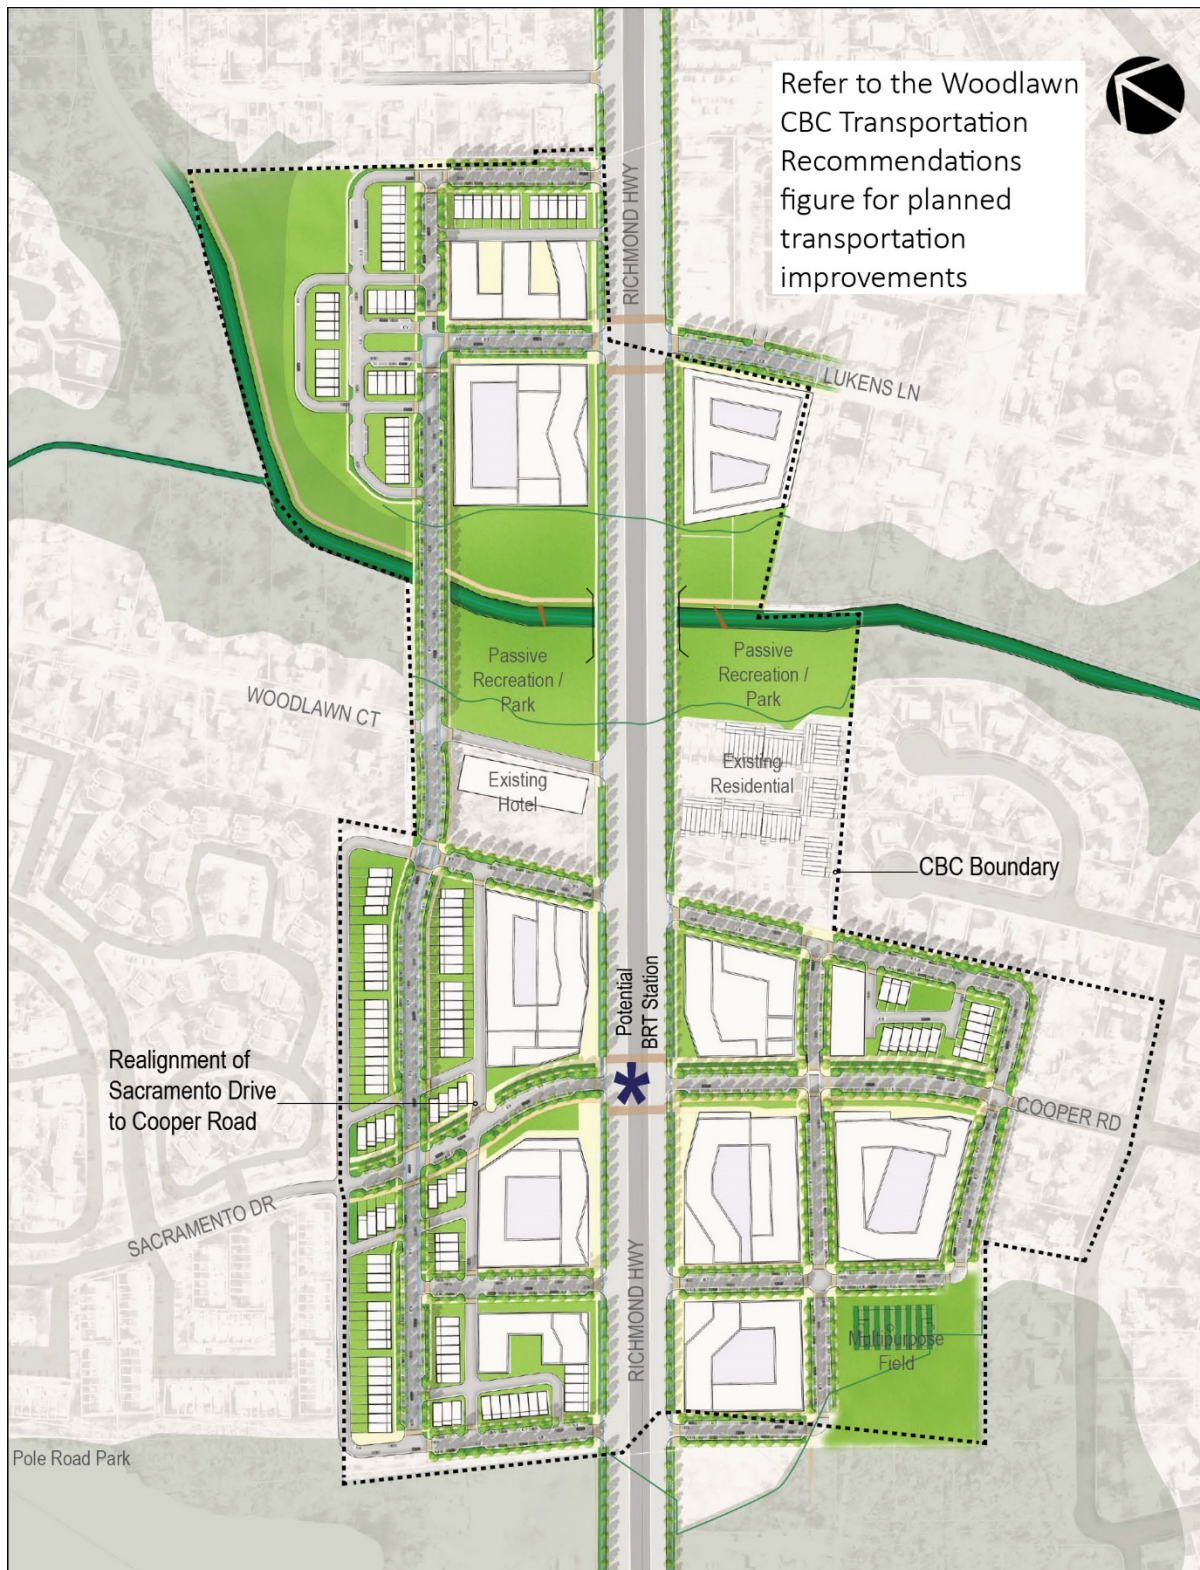 Refer to the Woodlawn
CBC Transportation
Recommendations
figure for planned
transportation
improvements
RICHMOND HWY
LUKENS LN
Passive
Recreation /
Park
Passive
Recreation /
Park
WOODLAWN CT
Existing
Hotel
Existing
Residential
CBC Boundary
Potential
BRT Station
Realignment of
Sacramento Drive
to Cooper Road
COOPER RD
SACRAMENTO DR
RICHMOND HWY
Multipurpose
Field
Pole Road Park